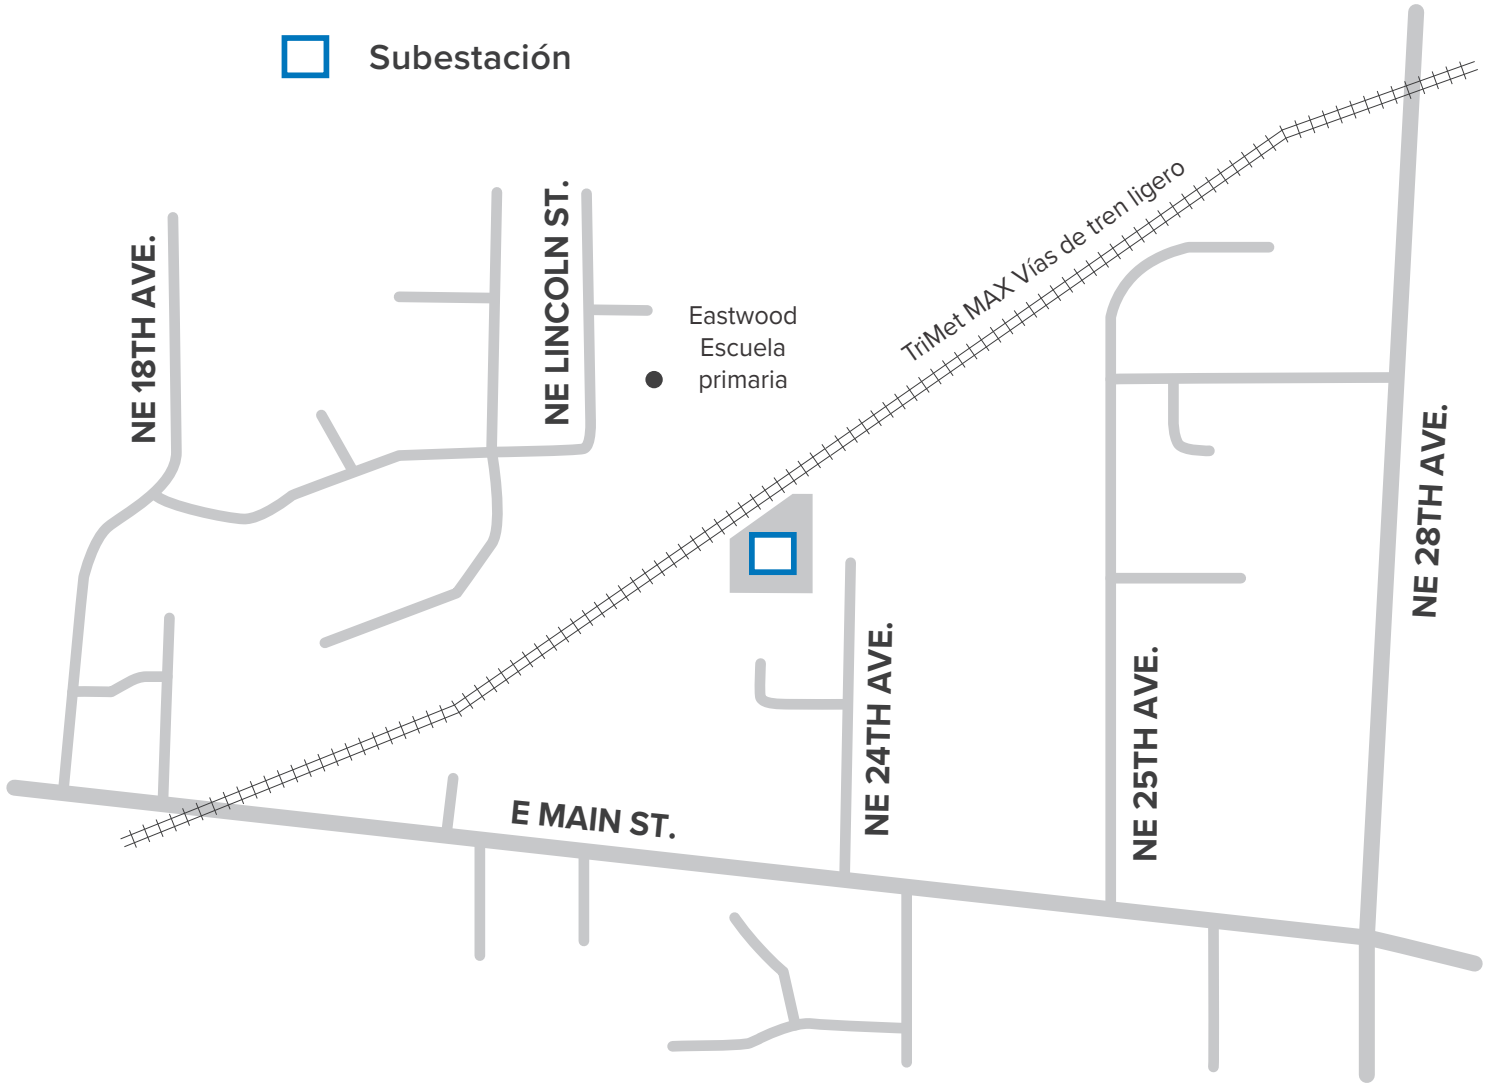 Subestación
NE 18TH AVE.
NE LINCOLN ST.
Eastwood
Escuela
primaria
TriMet MAX Vías de tren ligero
NE 28TH AVE.
NE 24TH AVE.
NE 25TH AVE.
E MAIN ST.